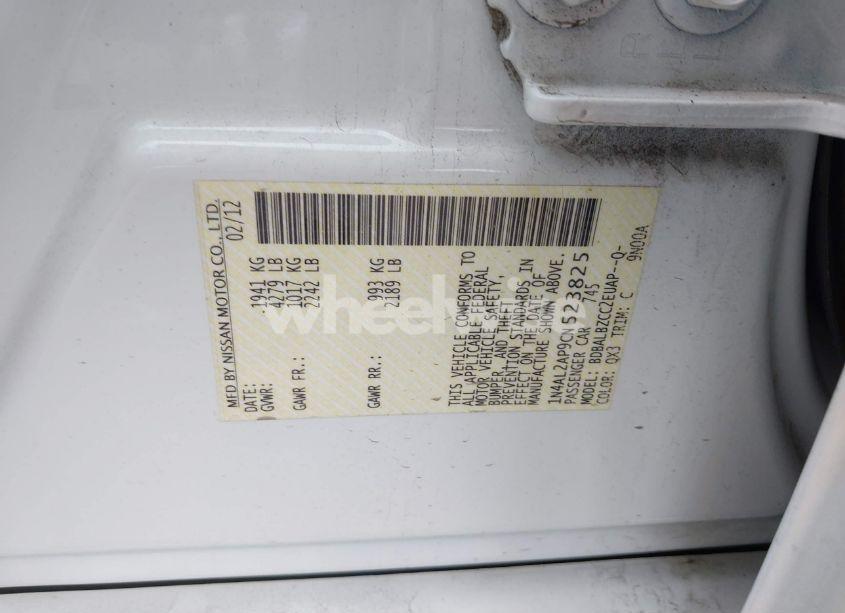 MFD BY NISSAN MOTOR CO., LTD.
DATE: 02/12
GVWR: 1941 KG
4279 LB
GAWR FR.: 1017 KG
2242 LB
GAWR RR.: 993 KG
2189 LB
THIS VEHICLE CONFORMS TO
ALL APPLICABLE FEDERAL
MOTOR VEHICLE SAFETY,
BUMPER, AND THEFT
PREVENTION STANDARDS IN
EFFECT ON THE DATE OF
MANUFACTURE SHOWN ABOVE.
1N4AL2AP9CN523825
PASSENGER CAR 745
MODEL: BDBALBZCC2EUAP--Q-
COLOR: QX3 TRIM: C 9N00A
R
L L